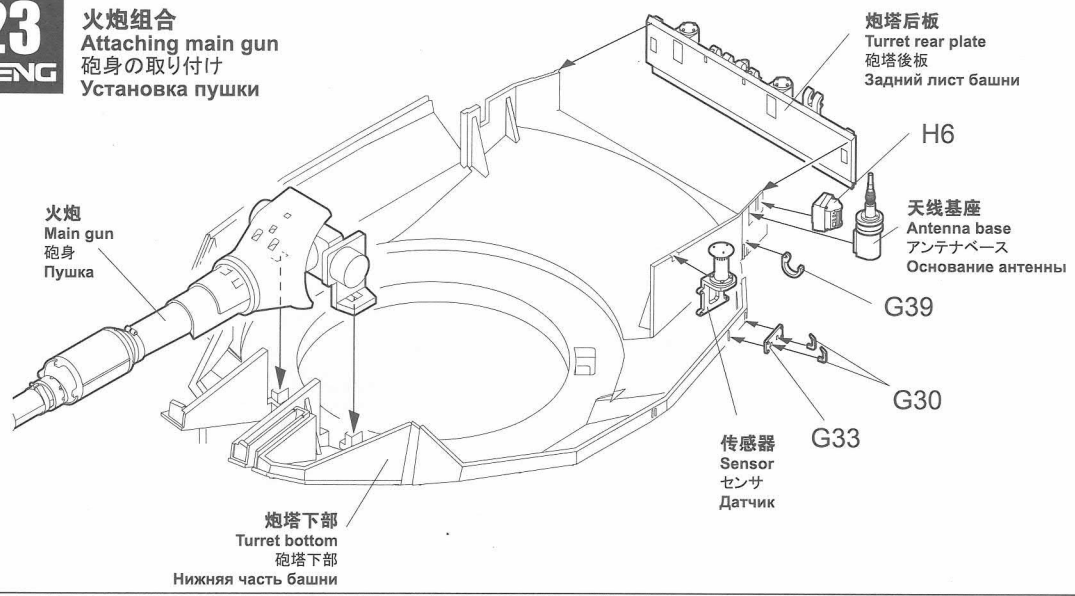 23
火炮组合
Attaching main gun
砲身の取り付け
Установка пушки
炮塔后板
Turret rear plate
砲塔後板
Задний лист башни
H6
火炮
Main gun
砲身
Пушка
天线基座
Antenna base
アンテナベース
Основание антенны
G39
G30
G33
传感器
Sensor
センサ
Датчик
炮塔下部
Turret bottom
砲塔下部
Нижняя часть башни